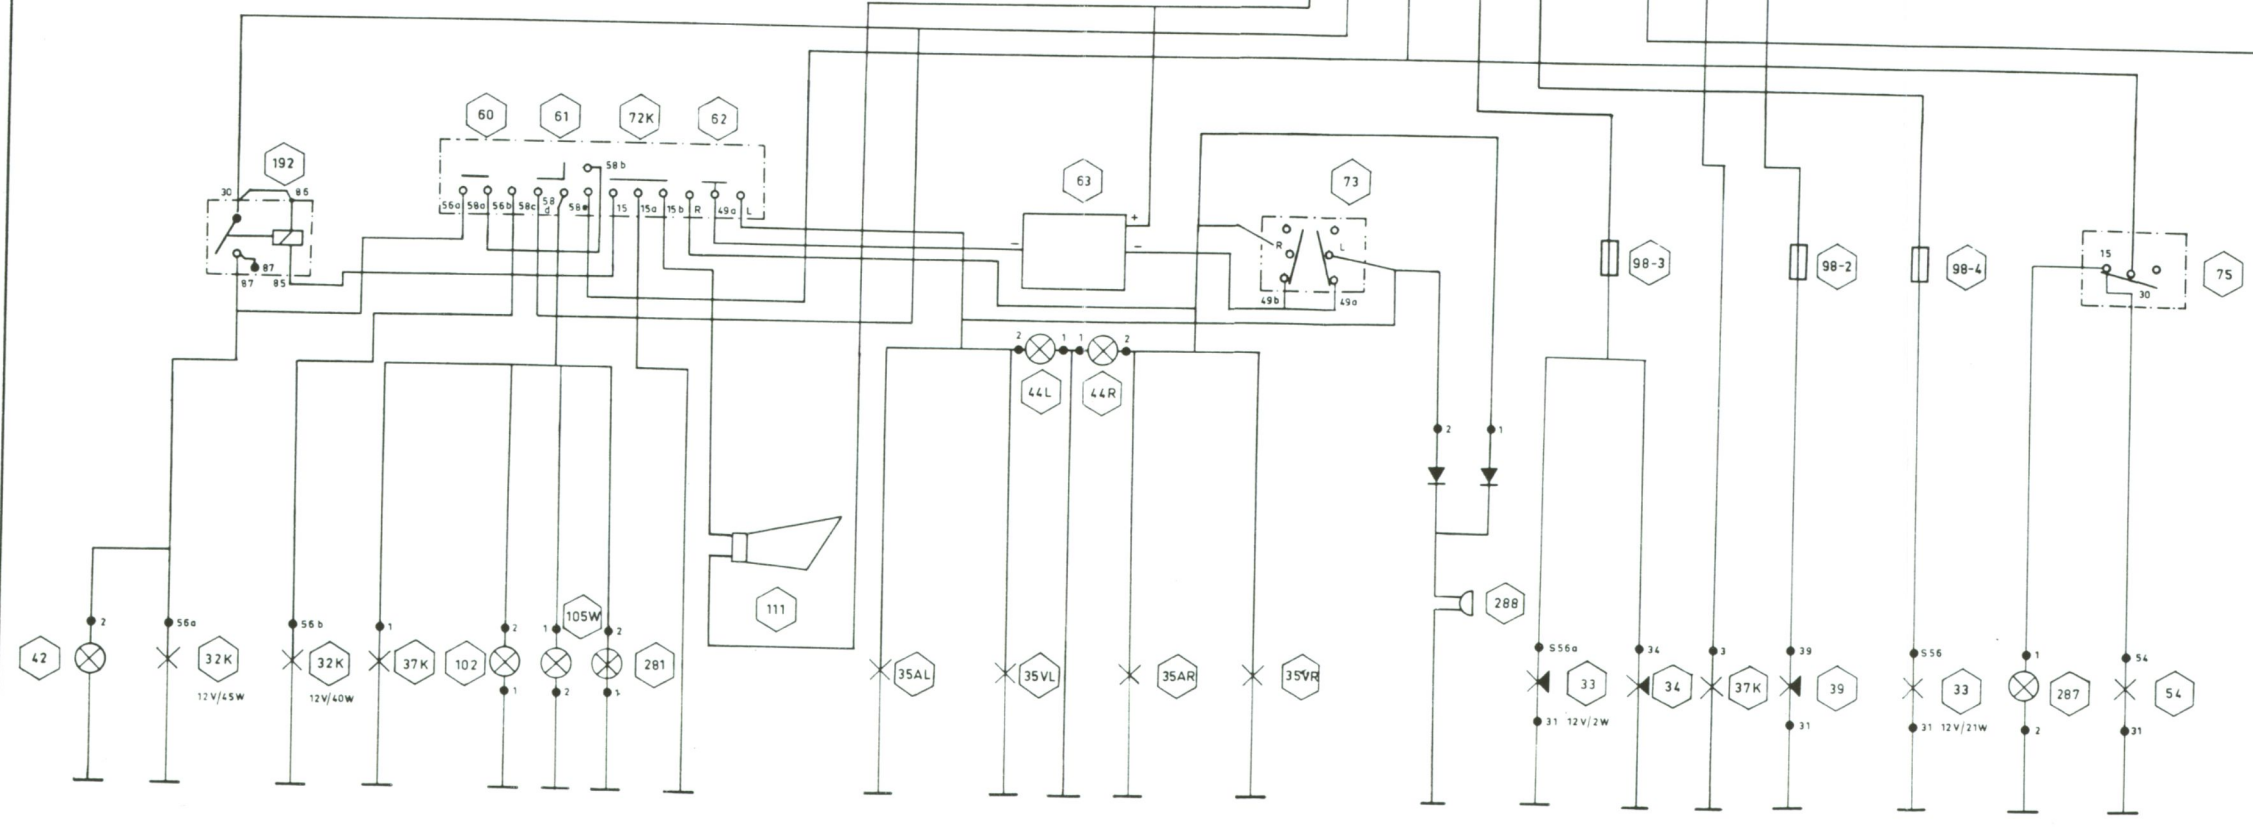 60 61 72K 62
192
30 86
58b
63
73
56a 58a 56b 58c 58d 58e 15 15a 15b R 49a L
+
− −
R L
87
87 85
49b 49a
98-3 98-2 98-4
15
30
75
2 1 1 2
44L 44R
2 1
105W
111
288
2 56a 56b 1 2 1 2
42 32K 32K 37K 102 281
12V/45W 12V/40W
1 2 1
35AL 35VL 35AR 35VR
S56a 34 3 39 S56 1 54
33 34 37K 39 33 287 54
31 12V/2W 31 31 12V/21W 2 31